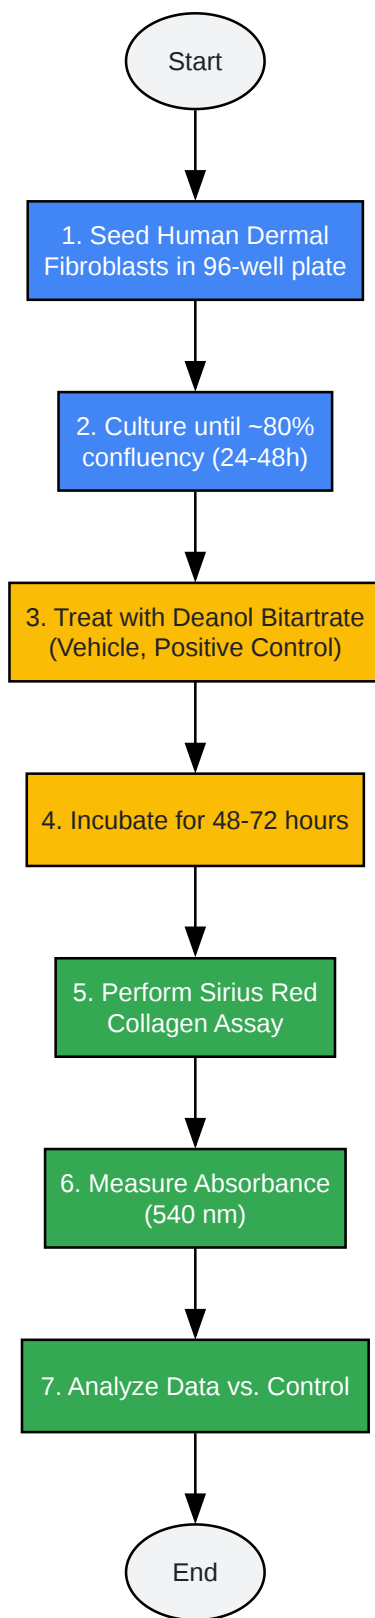 Start
1. Seed Human Dermal
Fibroblasts in 96-well plate
2. Culture until ~80%
confluency (24-48h)
3. Treat with Deanol Bitartrate
(Vehicle, Positive Control)
4. Incubate for 48-72 hours
5. Perform Sirius Red
Collagen Assay
6. Measure Absorbance
(540 nm)
7. Analyze Data vs. Control
End